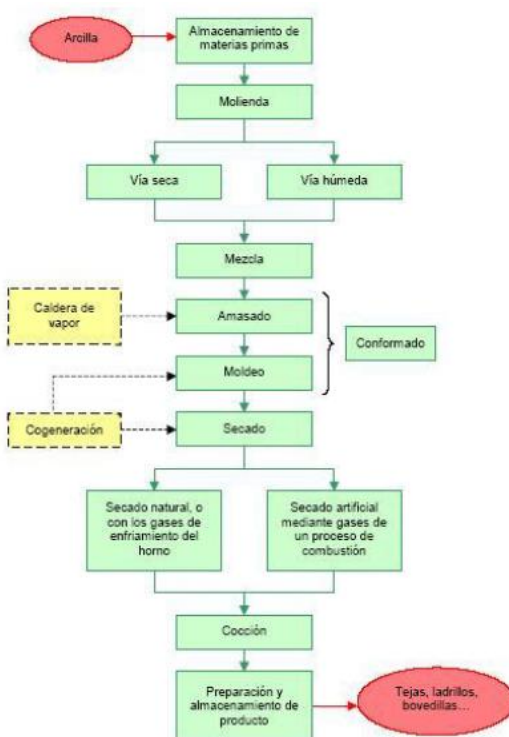 Arcilla
Almacenamiento de
materias primas
Molienda
Vía seca
Vía húmeda
Mezcla
Caldera de
vapor
Amasado
Conformado
Moldeo
Cogeneración
Secado
Secado natural, o
con los gases de
enfriamiento del
horno
Secado artificial
mediante gases de
un proceso de
combustión
Cocción
Preparación y
almacenamiento de
producto
Tejas, ladrillos,
bovedillas...